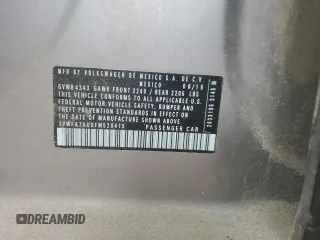 MFD BY VOLKSWAGEN DE MEXICO S.A. DE C.V.
MEXICO
GVWR 4343 GAWR FRONT 2249 / REAR 2205 LBS
THIS VEHICLE CONFORMS TO ALL APPLICABLE U.S.
FEDERAL MOTOR VEHICLE SAFETY, BUMPER AND
THEFT PREVENTION STANDARDS IN EFFECT ON THE
DATE OF MANUFACTURE SHOWN ABOVE.
PASSENGER CAR
DREAMBID